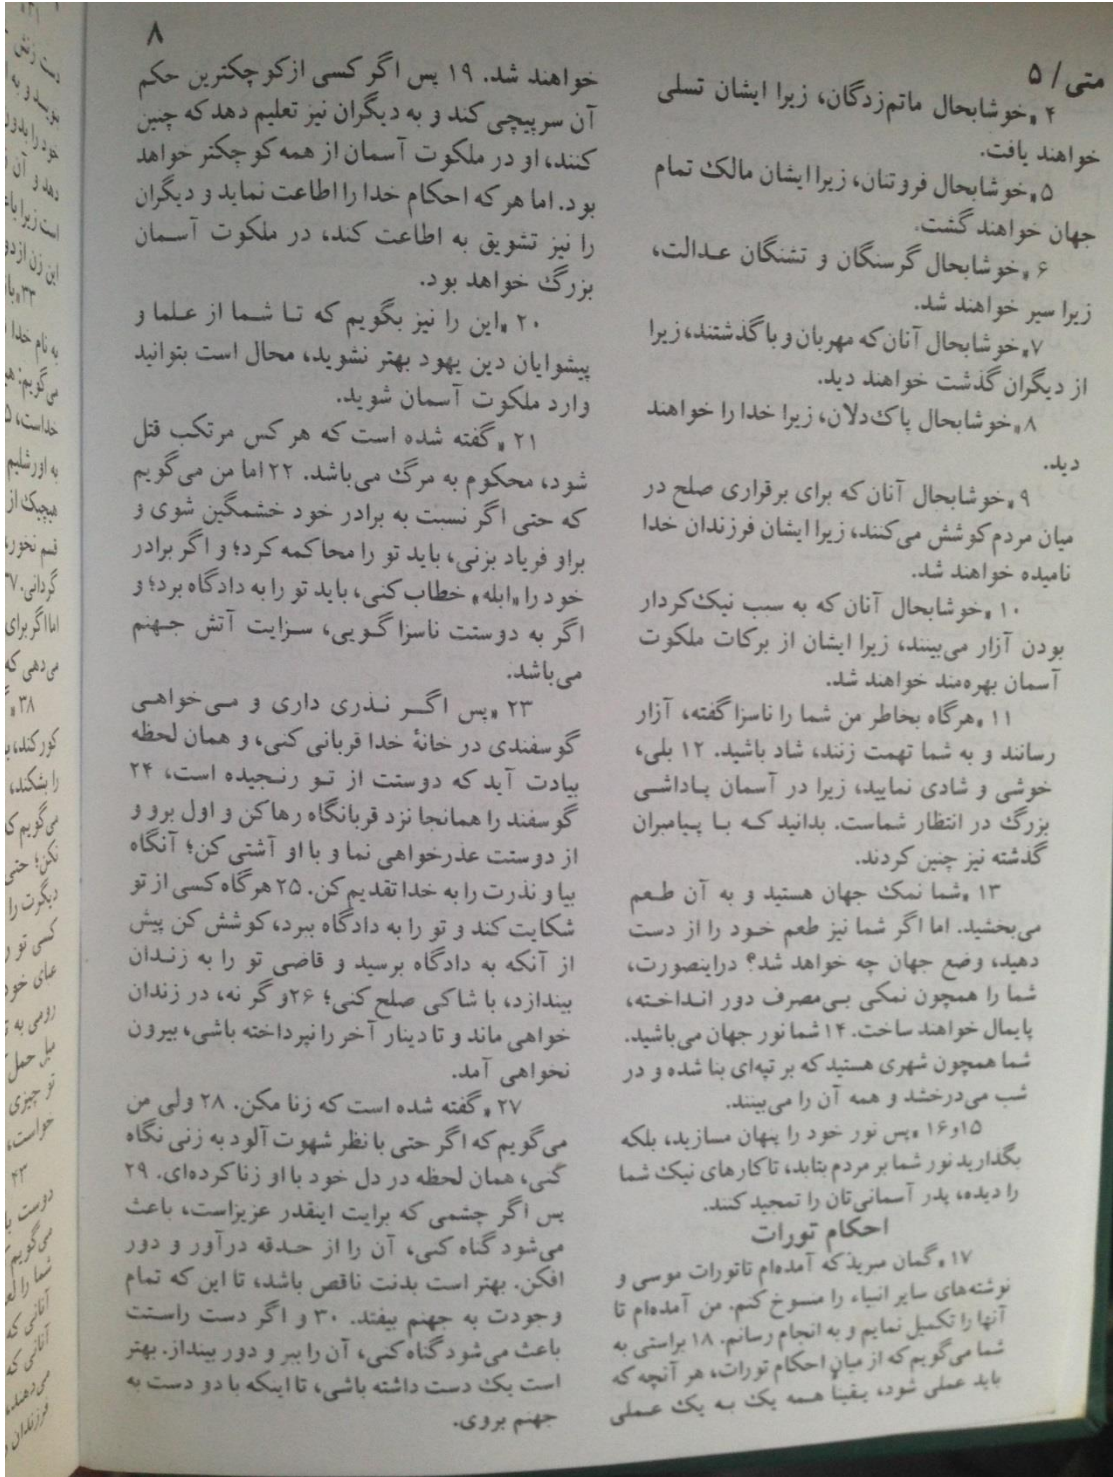 ۸
متی / ۵
۴ «خوشابحال ماتم‌زدگان، زیرا ایشان تسلی
خواهند یافت.
۵ «خوشابحال فروتنان، زیرا ایشان مالک تمام
جهان خواهند گشت.
۶ «خوشابحال گرسنگان و تشنگان عدالت،
زیرا سیر خواهند شد.
۷ «خوشابحال آنان که مهربان و باگذشتند، زیرا
از دیگران گذشت خواهند دید.
۸ «خوشابحال پاک‌دلان، زیرا خدا را خواهند
دید.
۹ «خوشابحال آنان که برای برقراری صلح در
میان مردم کوشش می‌کنند، زیرا ایشان فرزندان خدا
نامیده خواهند شد.
۱۰ «خوشابحال آنان که به سبب نیک‌کردار
بودن آزار می‌بینند، زیرا ایشان از برکات ملکوت
آسمان بهره‌مند خواهند شد.
۱۱ «هرگاه بخاطر من شما را ناسزا گفته، آزار
رسانند و به شما تهمت زنند، شاد باشید. ۱۲ بلی،
خوشی و شادی نمایید، زیرا در آسمان پاداشی
بزرگ در انتظار شماست. بدانید که با پیامبران
گذشته نیز چنین کردند.
۱۳ «شما نمک جهان هستید و به آن طعم
می‌بخشید. اما اگر شما نیز طعم خود را از دست
دهید، وضع جهان چه خواهد شد؟ دراینصورت،
شما را همچون نمکی بی‌مصرف دور انداخته،
پایمال خواهند ساخت. ۱۴ شما نور جهان می‌باشید.
شما همچون شهری هستید که بر تپه‌ای بنا شده و در
شب می‌درخشد و همه آن را می‌بینند.
۱۵و۱۶ «پس نور خود را پنهان مسازید، بلکه
بگذارید نور شما بر مردم بتابد، تا کارهای نیک شما
را دیده، پدر آسمانی‌تان را تمجید کنند.
احکام تورات
۱۷ «گمان مبرید که آمده‌ام تا تورات موسی و
نوشته‌های سایر انبیاء را منسوخ کنم. من آمده‌ام تا
آنها را تکمیل نمایم و به انجام رسانم. ۱۸ براستی به
شما می‌گویم که از میان احکام تورات، هر آنچه که
باید عملی شود، یقیناً همه یک به یک عملی
خواهند شد. ۱۹ پس اگر کسی از کوچکترین حکم
آن سرپیچی کند و به دیگران نیز تعلیم دهد که چنین
کنند، او در ملکوت آسمان از همه کوچکتر خواهد
بود. اما هر که احکام خدا را اطاعت نماید و دیگران
را نیز تشویق به اطاعت کند، در ملکوت آسمان
بزرگ خواهد بود.
۲۰ «این را نیز بگویم که تا شما از علما و
پیشوایان دین یهود بهتر نشوید، محال است بتوانید
وارد ملکوت آسمان شوید.
۲۱ «گفته شده است که هر کس مرتکب قتل
شود، محکوم به مرگ می‌باشد. ۲۲ اما من می‌گویم
که حتی اگر نسبت به برادر خود خشمگین شوی و
بر او فریاد بزنی، باید تو را محاکمه کرد؛ و اگر برادر
خود را «ابله» خطاب کنی، باید تو را به دادگاه برد؛ و
اگر به دوستت ناسزا گویی، سزایت آتش جهنم
می‌باشد.
۲۳ «پس اگر نذری داری و می‌خواهی
گوسفندی در خانهٔ خدا قربانی کنی، و همان لحظه
بیادت آید که دوستت از تو رنجیده است، ۲۴
گوسفند را همانجا نزد قربانگاه رها کن و اول برو و
از دوستت عذرخواهی نما و با او آشتی کن؛ آنگاه
بیا و نذرت را به خدا تقدیم کن. ۲۵ هرگاه کسی از تو
شکایت کند و تو را به دادگاه ببرد، کوشش کن پیش
از آنکه به دادگاه برسید و قاضی تو را به زندان
بیندازد، با شاکی صلح کنی؛ ۲۶ و گر نه، در زندان
خواهی ماند و تا دینار آخر را نپرداخته باشی، بیرون
نخواهی آمد.
۲۷ «گفته شده است که زنا مکن. ۲۸ ولی من
می‌گویم که اگر حتی با نظر شهوت آلود به زنی نگاه
کنی، همان لحظه در دل خود با او زنا کرده‌ای. ۲۹
پس اگر چشمی که برایت اینقدر عزیز است، باعث
می‌شود گناه کنی، آن را از حدقه درآور و دور
افکن. بهتر است بدنت ناقص باشد، تا این که تمام
وجودت به جهنم بیفتد. ۳۰ و اگر دست راستت
باعث می‌شود گناه کنی، آن را ببر و دور بینداز. بهتر
است یک دست داشته باشی، تا اینکه با دو دست به
جهنم بروی.